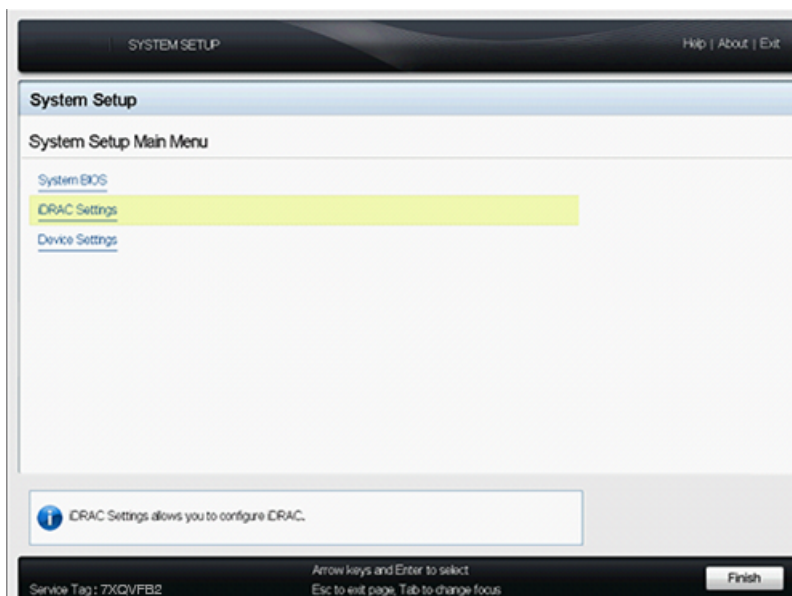 SYSTEM SETUP
Help | About | Exit
System Setup
System Setup Main Menu
System BIOS
iDRAC Settings
Device Settings
iDRAC Settings allows you to configure iDRAC.
Arrow keys and Enter to select
Service Tag : 7XQVFB2
Esc to exit page, Tab to change focus
Finish